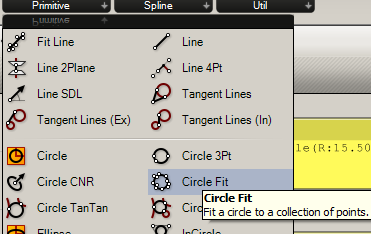 Primitive Spline Util
Primitive
Fit Line Line
Line 2Plane Line 4Pt
Line SDL Tangent Lines
Tangent Lines (Ex) Tangent Lines (In)
Circle Circle 3Pt
le(R:15.50
Circle CNR Circle Fit
Circle Fit
Circle TanTan Circ
Fit a circle to a collection of points.
Ellipse InCircle